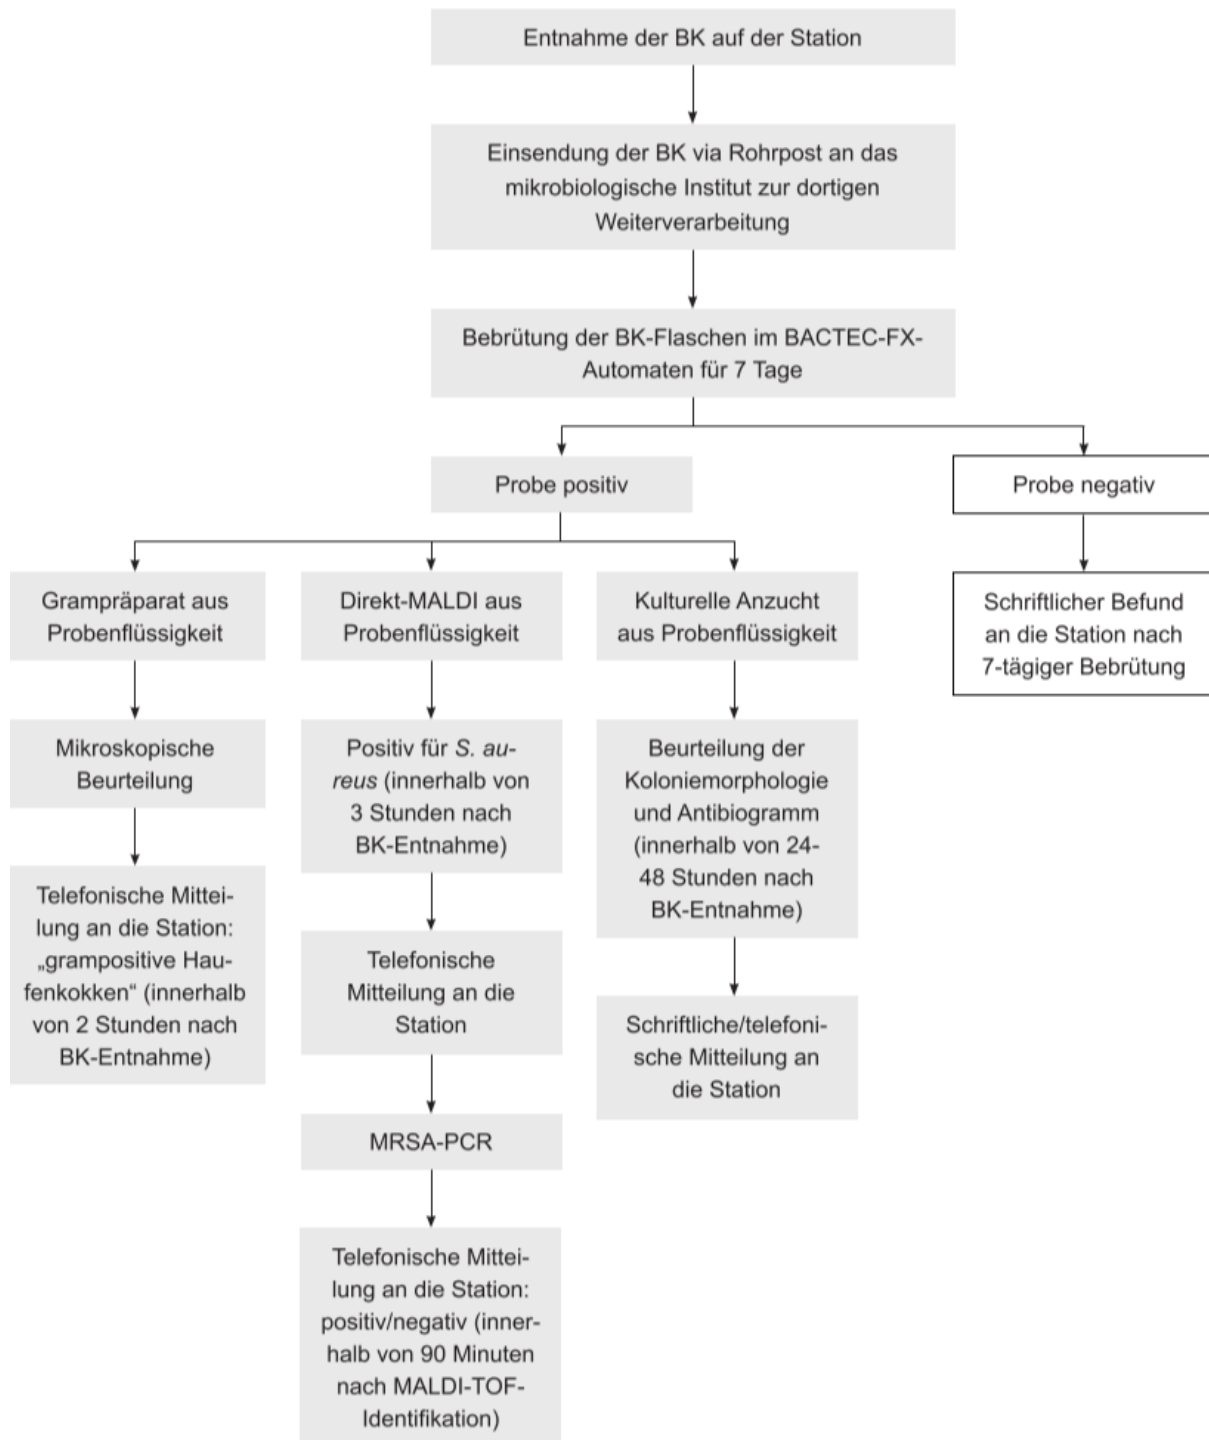 Entnahme der BK auf der Station
Einsendung der BK via Rohrpost an das
mikrobiologische Institut zur dortigen
Weiterverarbeitung
Bebrütung der BK-Flaschen im BACTEC-FX-
Automaten für 7 Tage
Probe positiv
Probe negativ
Grampräparat aus
Probenflüssigkeit
Direkt-MALDI aus
Probenflüssigkeit
Kulturelle Anzucht
aus Probenflüssigkeit
Schriftlicher Befund
an die Station nach
7-tägiger Bebrütung
Mikroskopische
Beurteilung
Positiv für S. au-
reus (innerhalb von
3 Stunden nach
BK-Entnahme)
Beurteilung der
Koloniemorphologie
und Antibiogramm
(innerhalb von 24-
48 Stunden nach
BK-Entnahme)
Telefonische Mittei-
lung an die Station:
„grampositive Hau-
fenkokken“ (innerhalb
von 2 Stunden nach
BK-Entnahme)
Telefonische
Mitteilung an die
Station
Schriftliche/telefoni-
sche Mitteilung an
die Station
MRSA-PCR
Telefonische Mittei-
lung an die Station:
positiv/negativ (inner-
halb von 90 Minuten
nach MALDI-TOF-
Identifikation)